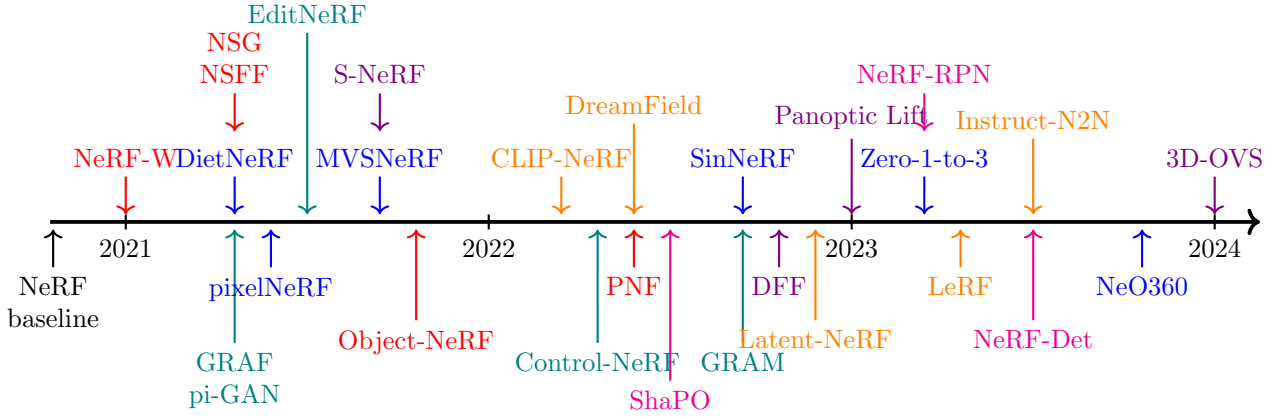 EditNeRF
NSG
NSFF
S-NeRF
NeRF-RPN
DreamField
Panoptic Lift
Instruct-N2N
NeRF-W
DietNeRF
MVSNeRF
CLIP-NeRF
SinNeRF
Zero-1-to-3
3D-OVS
2021
2022
2023
2024
NeRF
baseline
pixelNeRF
PNF
DFF
LeRF
NeO360
Object-NeRF
Latent-NeRF
NeRF-Det
GRAF
pi-GAN
Control-NeRF
GRAM
ShaPO